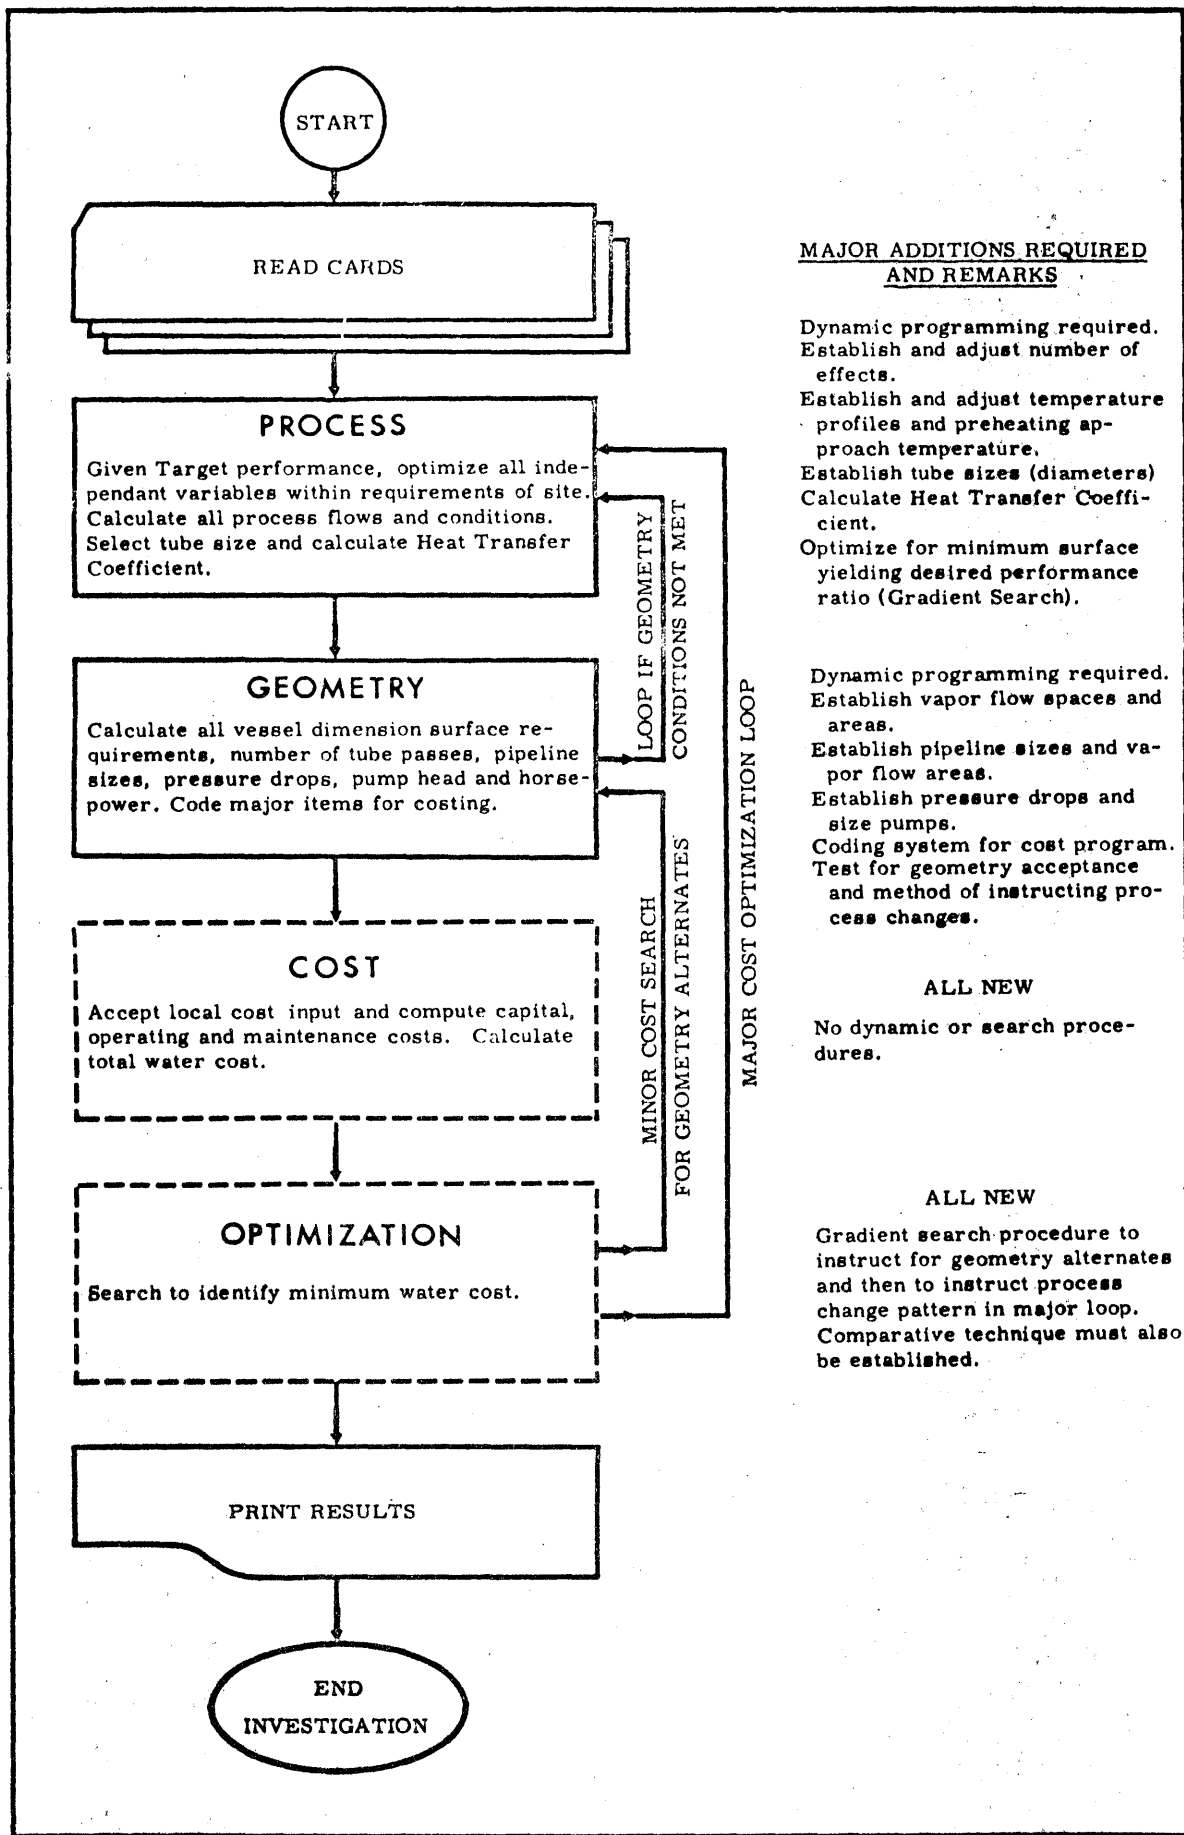 START
READ CARDS
PROCESS
Given Target performance, optimize all inde-
pendant variables within requirements of site.
Calculate all process flows and conditions.
Select tube size and calculate Heat Transfer
Coefficient.
LOOP IF GEOMETRY
CONDITIONS NOT MET
GEOMETRY
Calculate all vessel dimension surface re-
quirements, number of tube passes, pipeline
sizes, pressure drops, pump head and horse-
power. Code major items for costing.
MINOR COST SEARCH
FOR GEOMETRY ALTERNATES
MAJOR COST OPTIMIZATION LOOP
COST
Accept local cost input and compute capital,
operating and maintenance costs. Calculate
total water cost.
OPTIMIZATION
Search to identify minimum water cost.
PRINT RESULTS
END
INVESTIGATION
MAJOR ADDITIONS REQUIRED
AND REMARKS
Dynamic programming required.
Establish and adjust number of
effects.
Establish and adjust temperature
profiles and preheating ap-
proach temperature.
Establish tube sizes (diameters)
Calculate Heat Transfer Coeffi-
cient.
Optimize for minimum surface
yielding desired performance
ratio (Gradient Search).
Dynamic programming required.
Establish vapor flow spaces and
areas.
Establish pipeline sizes and va-
por flow areas.
Establish pressure drops and
size pumps.
Coding system for cost program.
Test for geometry acceptance
and method of instructing pro-
cess changes.
ALL NEW
No dynamic or search proce-
dures.
ALL NEW
Gradient search procedure to
instruct for geometry alternates
and then to instruct process
change pattern in major loop.
Comparative technique must also
be established.